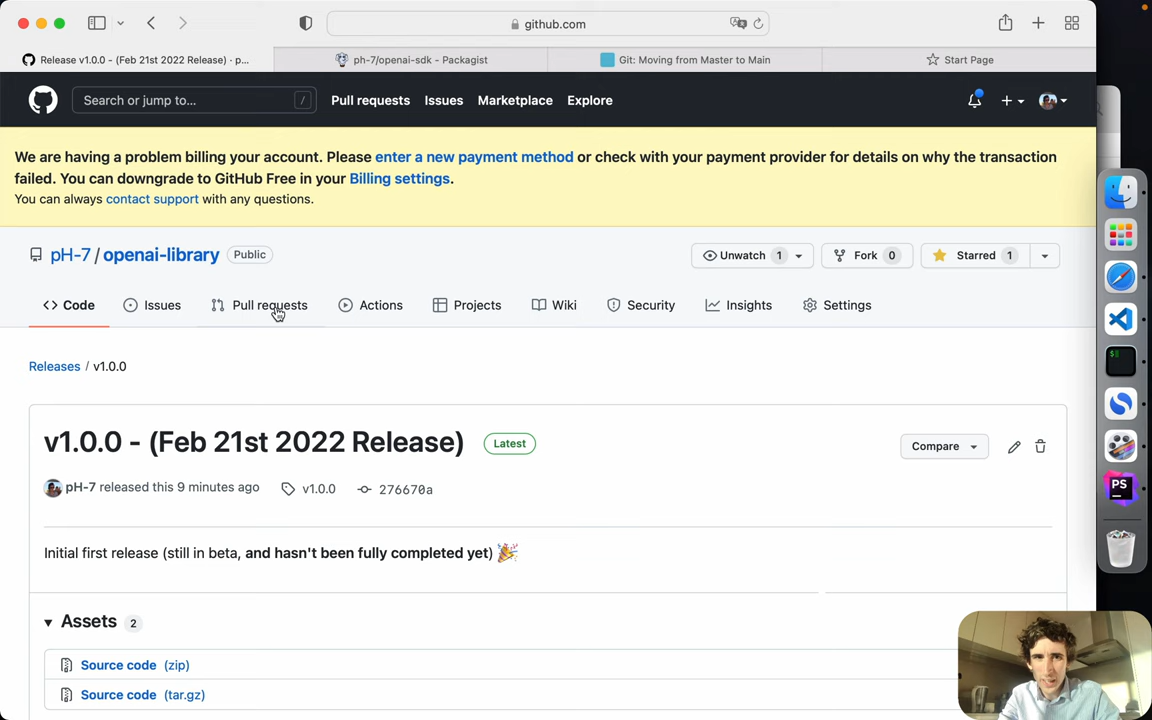 github.com
Release v1.0.0 - (Feb 21st 2022 Release) · p...
ph-7/openai-sdk - Packagist
Git: Moving from Master to Main
Start Page
Search or jump to...
/
Pull requests
Issues
Marketplace
Explore
We are having a problem billing your account. Please enter a new payment method or check with your payment provider for details on why the transaction
failed. You can downgrade to GitHub Free in your Billing settings.
You can always contact support with any questions.
pH-7 / openai-library
Public
Unwatch 1
Fork 0
Starred 1
Code
Issues
Pull requests
Actions
Projects
Wiki
Security
Insights
Settings
Releases / v1.0.0
v1.0.0 - (Feb 21st 2022 Release)
Latest
Compare
pH-7 released this 9 minutes ago
v1.0.0
276670a
Initial first release (still in beta, and hasn't been fully completed yet) 🎉
Assets 2
Source code (zip)
Source code (tar.gz)
PS